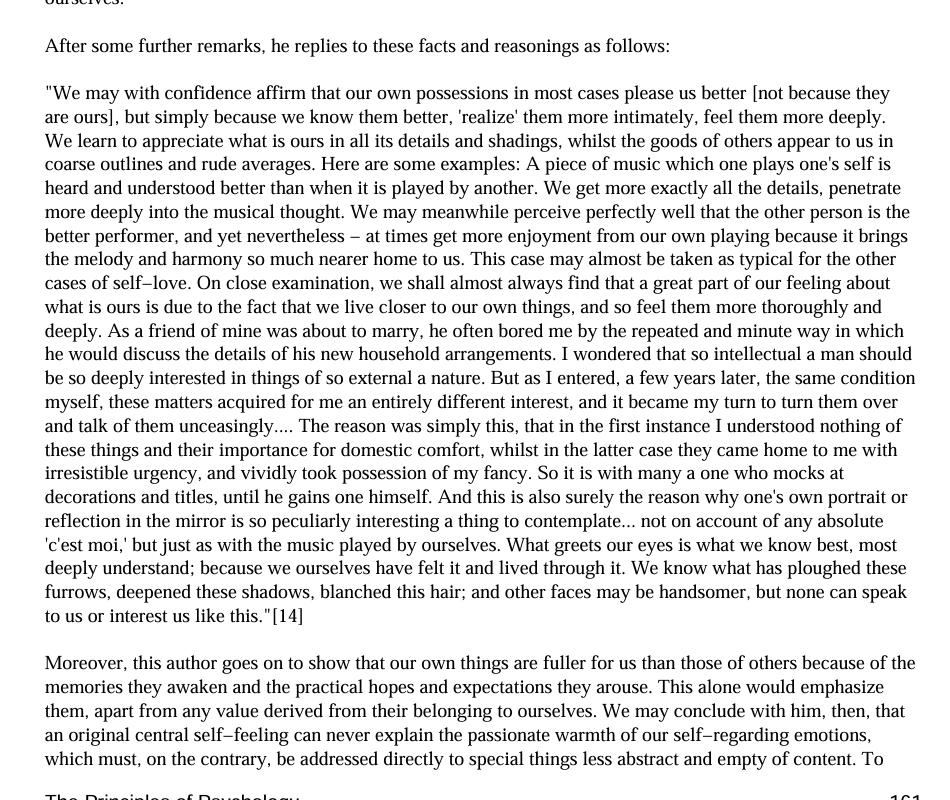 ourselves.
After some further remarks, he replies to these facts and reasonings as follows:
"We may with confidence affirm that our own possessions in most cases please us better [not because they
are ours], but simply because we know them better, 'realize' them more intimately, feel them more deeply.
We learn to appreciate what is ours in all its details and shadings, whilst the goods of others appear to us in
coarse outlines and rude averages. Here are some examples: A piece of music which one plays one's self is
heard and understood better than when it is played by another. We get more exactly all the details, penetrate
more deeply into the musical thought. We may meanwhile perceive perfectly well that the other person is the
better performer, and yet nevertheless – at times get more enjoyment from our own playing because it brings
the melody and harmony so much nearer home to us. This case may almost be taken as typical for the other
cases of self–love. On close examination, we shall almost always find that a great part of our feeling about
what is ours is due to the fact that we live closer to our own things, and so feel them more thoroughly and
deeply. As a friend of mine was about to marry, he often bored me by the repeated and minute way in which
he would discuss the details of his new household arrangements. I wondered that so intellectual a man should
be so deeply interested in things of so external a nature. But as I entered, a few years later, the same condition
myself, these matters acquired for me an entirely different interest, and it became my turn to turn them over
and talk of them unceasingly.... The reason was simply this, that in the first instance I understood nothing of
these things and their importance for domestic comfort, whilst in the latter case they came home to me with
irresistible urgency, and vividly took possession of my fancy. So it is with many a one who mocks at
decorations and titles, until he gains one himself. And this is also surely the reason why one's own portrait or
reflection in the mirror is so peculiarly interesting a thing to contemplate... not on account of any absolute
'c'est moi,' but just as with the music played by ourselves. What greets our eyes is what we know best, most
deeply understand; because we ourselves have felt it and lived through it. We know what has ploughed these
furrows, deepened these shadows, blanched this hair; and other faces may be handsomer, but none can speak
to us or interest us like this."[14]
Moreover, this author goes on to show that our own things are fuller for us than those of others because of the
memories they awaken and the practical hopes and expectations they arouse. This alone would emphasize
them, apart from any value derived from their belonging to ourselves. We may conclude with him, then, that
an original central self–feeling can never explain the passionate warmth of our self–regarding emotions,
which must, on the contrary, be addressed directly to special things less abstract and empty of content. To
The Principles of Psychology 161